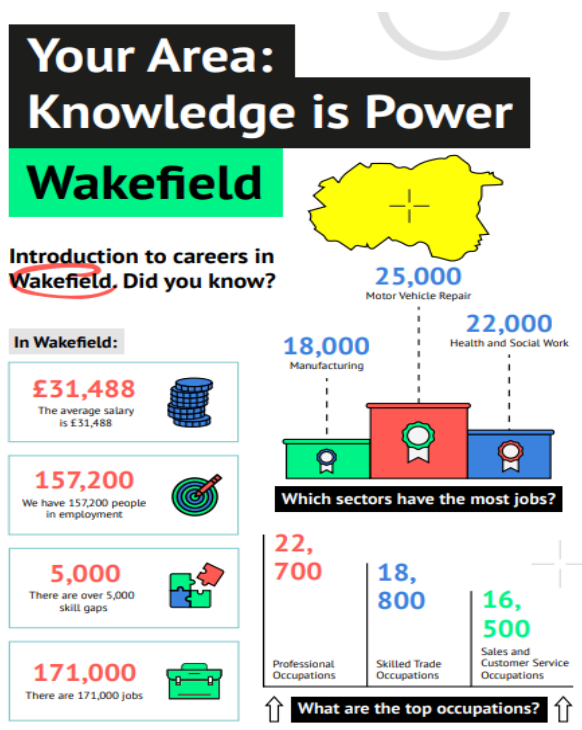 Your Area:
Knowledge is Power
Wakefield
Introduction to careers in
Wakefield. Did you know?
In Wakefield:
£31,488
The average salary
is £31,488
157,200
We have 157,200 people
in employment
5,000
There are over 5,000
skill gaps
171,000
There are 171,000 jobs
25,000
Motor Vehicle Repair
22,000
Health and Social Work
18,000
Manufacturing
Which sectors have the most jobs?
22,
700
Professional
Occupations
18,
800
Skilled Trade
Occupations
16,
500
Sales and
Customer Service
Occupations
What are the top occupations?